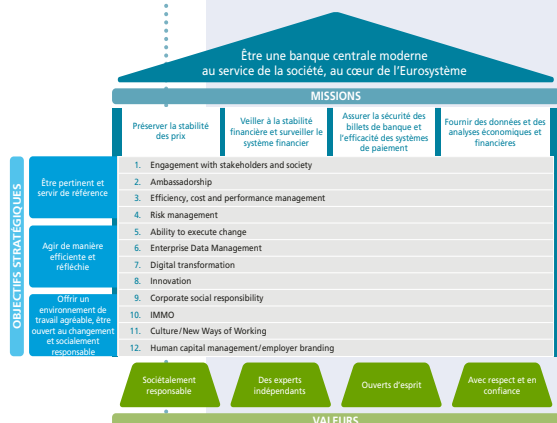 Être une banque centrale moderne
au service de la société, au cœur de l'Eurosystème
MISSIONS
Préserver la stabilité
des prix
Veiller à la stabilité
financière et surveiller le
système financier
Assurer la sécurité des
billets de banque et
l'efficacité des systèmes
de paiement
Fournir des données et des
analyses économiques et
financières
OBJECTIFS STRATÉGIQUES
Être pertinent et
servir de référence
Agir de manière
efficiente et
réfléchie
Offrir un
environnement de
travail agréable, être
ouvert au changement
et socialement
responsable
1. Engagement with stakeholders and society
2. Ambassadorship
3. Efficiency, cost and performance management
4. Risk management
5. Ability to execute change
6. Enterprise Data Management
7. Digital transformation
8. Innovation
9. Corporate social responsibility
10. IMMO
11. Culture/New Ways of Working
12. Human capital management/employer branding
Sociétalement
responsable
Des experts
indépendants
Ouverts d'esprit
Avec respect et en
confiance
VALEURS